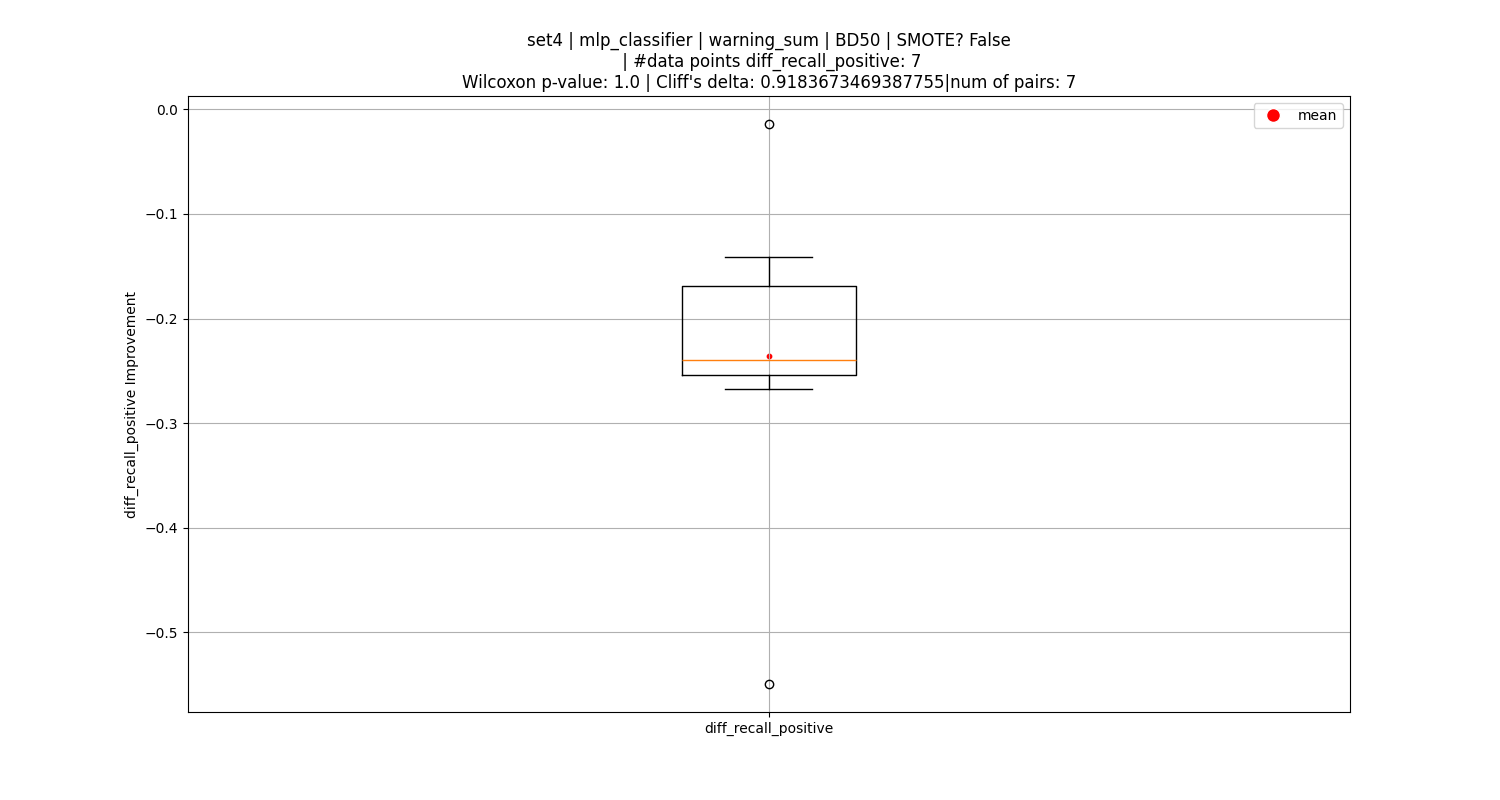 set4 | mlp_classifier | warning_sum | BD50 | SMOTE? False
| #data points diff_recall_positive: 7
Wilcoxon p-value: 1.0 | Cliff's delta: 0.9183673469387755|num of pairs: 7
mean
0.0
−0.1
−0.2
−0.3
−0.4
−0.5
diff_recall_positive Improvement
diff_recall_positive